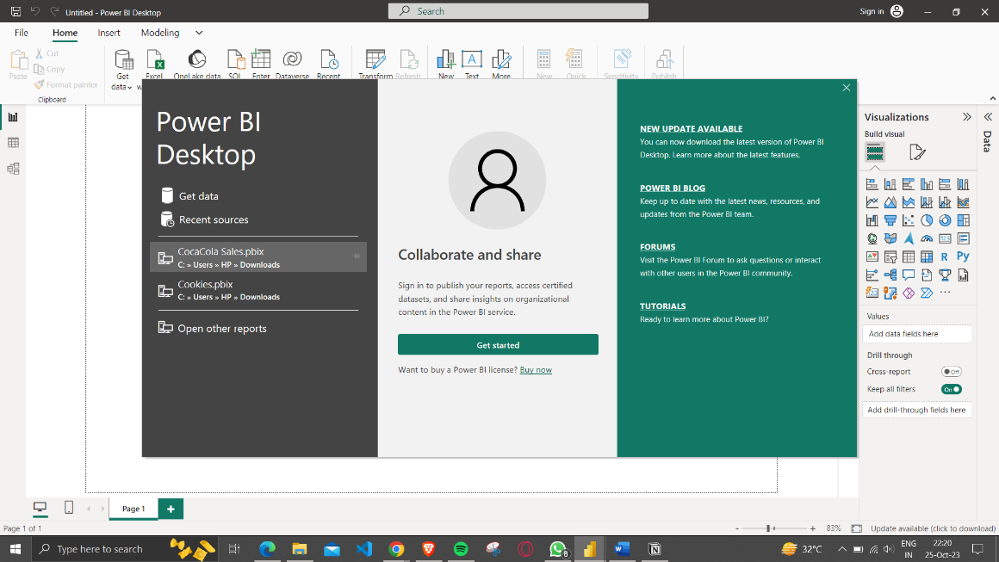 Untitled - Power BI Desktop
Search
Sign in
File
Home
Insert
Modeling
Paste
Cut
Copy
Format painter
Clipboard
Get
data
Excel
OneLake data
SQL
Enter
Dataverse
Recent
Transform
Refresh
New
Text
More
New
Quick
Sensitivity
Publish
Power BI
Desktop
Get data
Recent sources
CocaCola Sales.pbix
C: » Users » HP » Downloads
Cookies.pbix
C: » Users » HP » Downloads
Open other reports
Collaborate and share
Sign in to publish your reports, access certified
datasets, and share insights on organizational
content in the Power BI service.
Get started
Want to buy a Power BI license? Buy now
NEW UPDATE AVAILABLE
You can now download the latest version of Power BI
Desktop. Learn more about the latest features.
POWER BI BLOG
Keep up to date with the latest news, resources, and
updates from the Power BI team.
FORUMS
Visit the Power BI Forum to ask questions or interact
with other users in the Power BI community.
TUTORIALS
Ready to learn more about Power BI?
Visualizations
Build visual
Data
R
Py
Values
Add data fields here
Drill through
Cross-report
Off
Keep all filters
On
Add drill-through fields here
Page 1
Page 1 of 1
83%
Update available (click to download)
Type here to search
8
32°C
ENG
IN
22:20
25-Oct-23